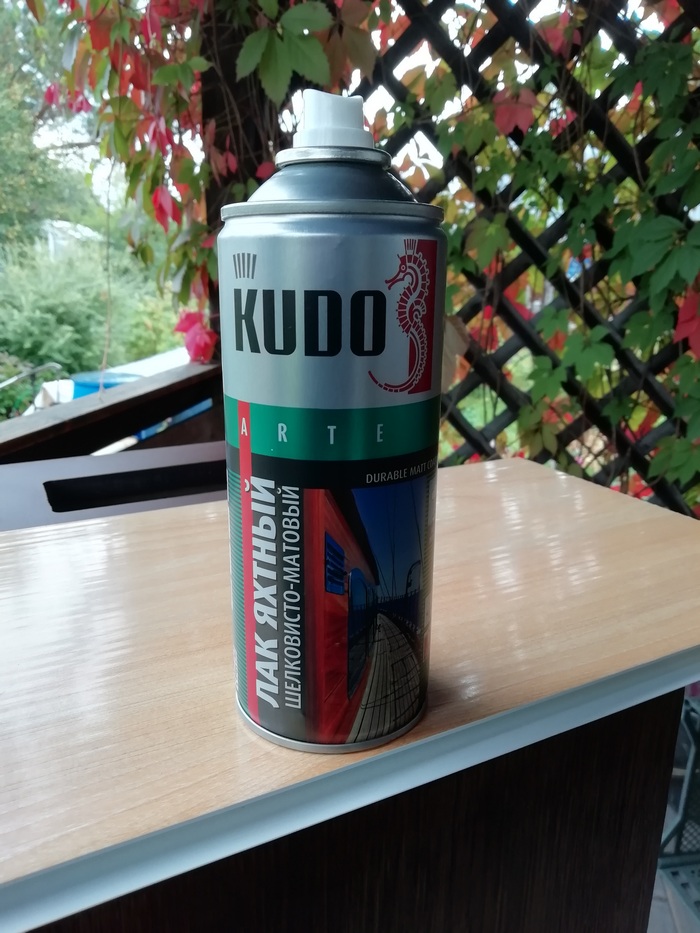 KUDO
ARTE
DURABLE MATT
ЛАК ЯХТНЫЙ
ШЕЛКОВИСТО-МАТОВЫЙ